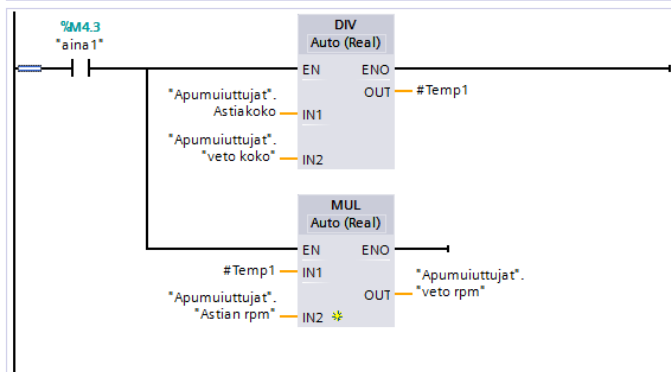 %M4.3
"aina1"
DIV
Auto (Real)
EN ENO
"Apumuiuttujat".
Astiakoko
IN1
OUT
#Temp1
"Apumuiuttujat".
"veto koko"
IN2
MUL
Auto (Real)
EN ENO
#Temp1
IN1
"Apumuiuttujat".
"Astian rpm"
IN2
OUT
"Apumuiuttujat".
"veto rpm"